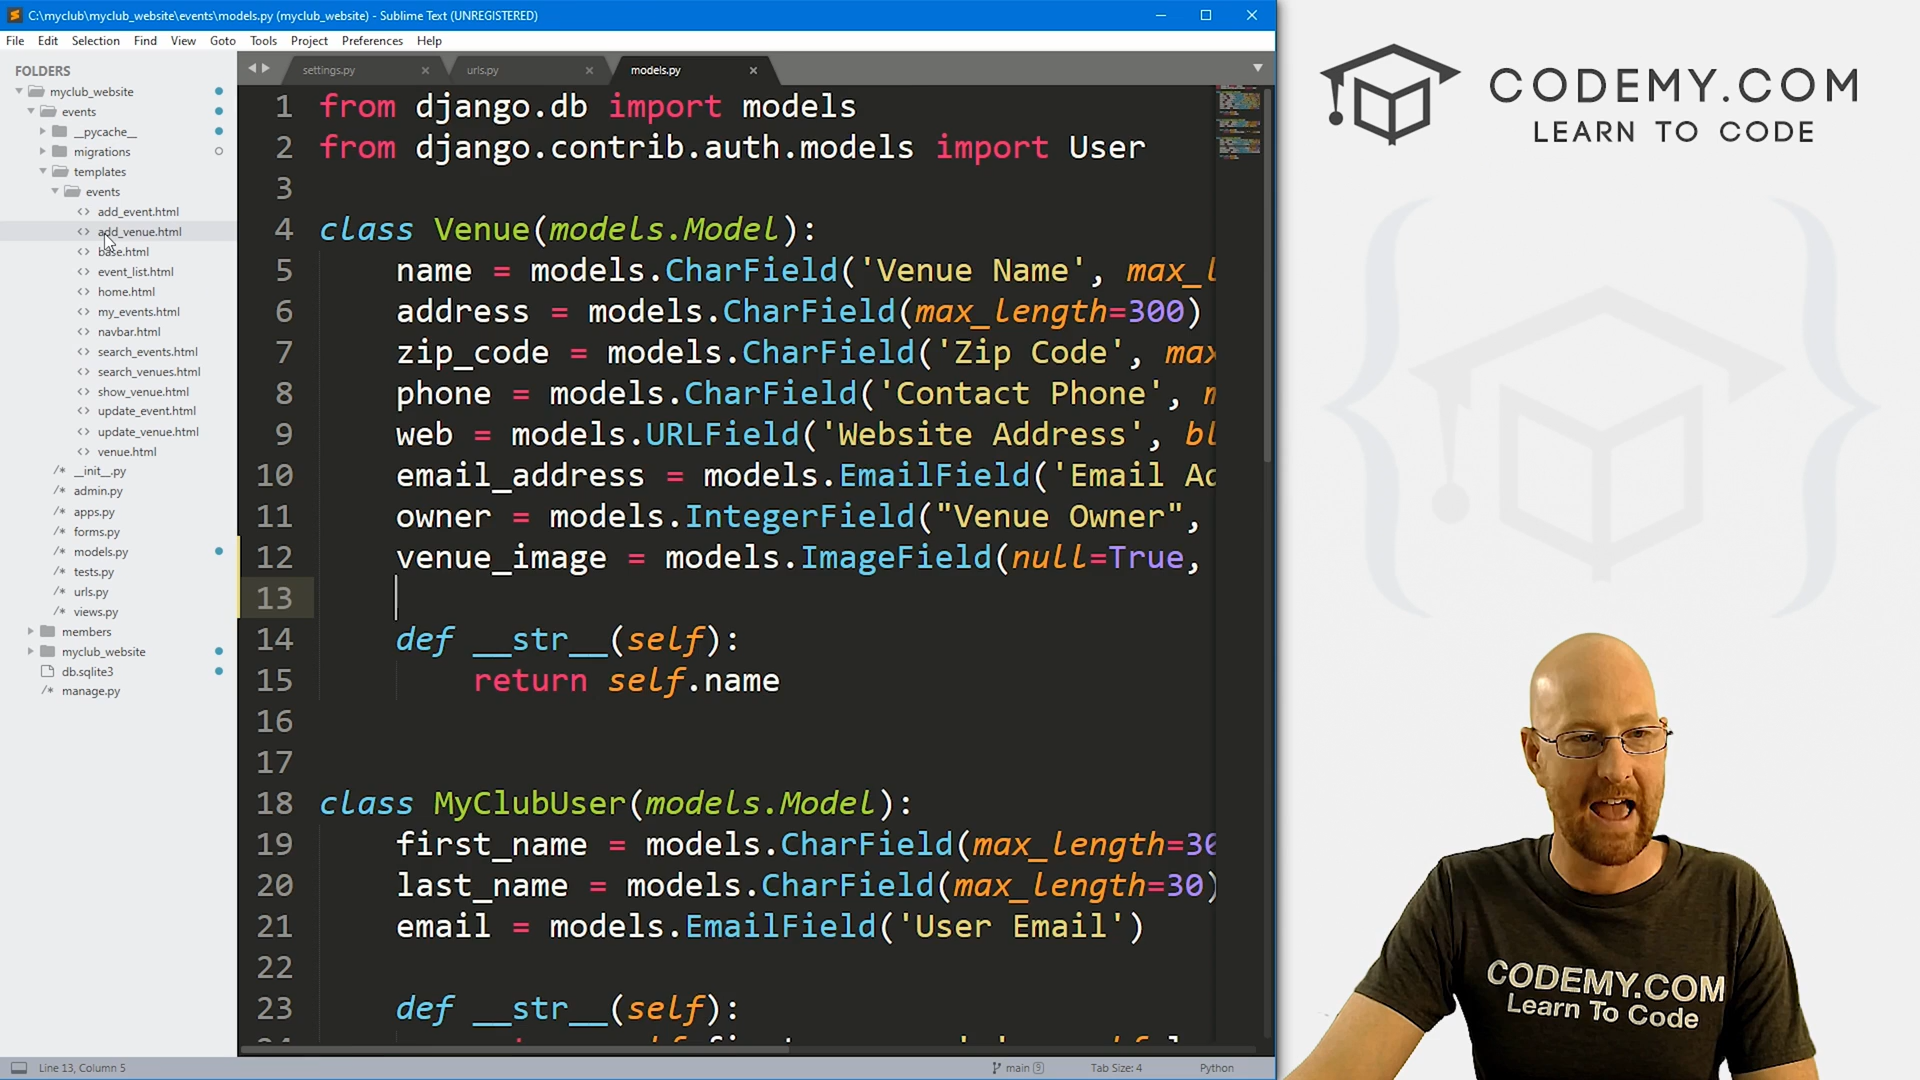 C:\myclub\myclub_website\events\models.py (myclub_website) - Sublime Text (UNREGISTERED)
File Edit Selection Find View Goto Tools Project Preferences Help
FOLDERS
myclub_website
events
__pycache__
migrations
templates
events
add_event.html
add_venue.html
base.html
event_list.html
home.html
my_events.html
navbar.html
search_events.html
search_venues.html
show_venue.html
update_event.html
update_venue.html
venue.html
__init__.py
admin.py
apps.py
forms.py
models.py
tests.py
urls.py
views.py
members
myclub_website
db.sqlite3
manage.py
settings.py urls.py models.py
1 from django.db import models
2 from django.contrib.auth.models import User
3
4 class Venue(models.Model):
5 name = models.CharField('Venue Name', max_l
6 address = models.CharField(max_length=300)
7 zip_code = models.CharField('Zip Code', max
8 phone = models.CharField('Contact Phone', m
9 web = models.URLField('Website Address', bl
10 email_address = models.EmailField('Email Ad
11 owner = models.IntegerField("Venue Owner",
12 venue_image = models.ImageField(null=True,
13
14 def __str__(self):
15 return self.name
16
17
18 class MyClubUser(models.Model):
19 first_name = models.CharField(max_length=30
20 last_name = models.CharField(max_length=30)
21 email = models.EmailField('User Email')
22
23 def __str__(self):
Line 13, Column 5
main 9
Tab Size: 4
Python
CODEMY.COM
LEARN TO CODE
CODEMY.COM
Learn To Code